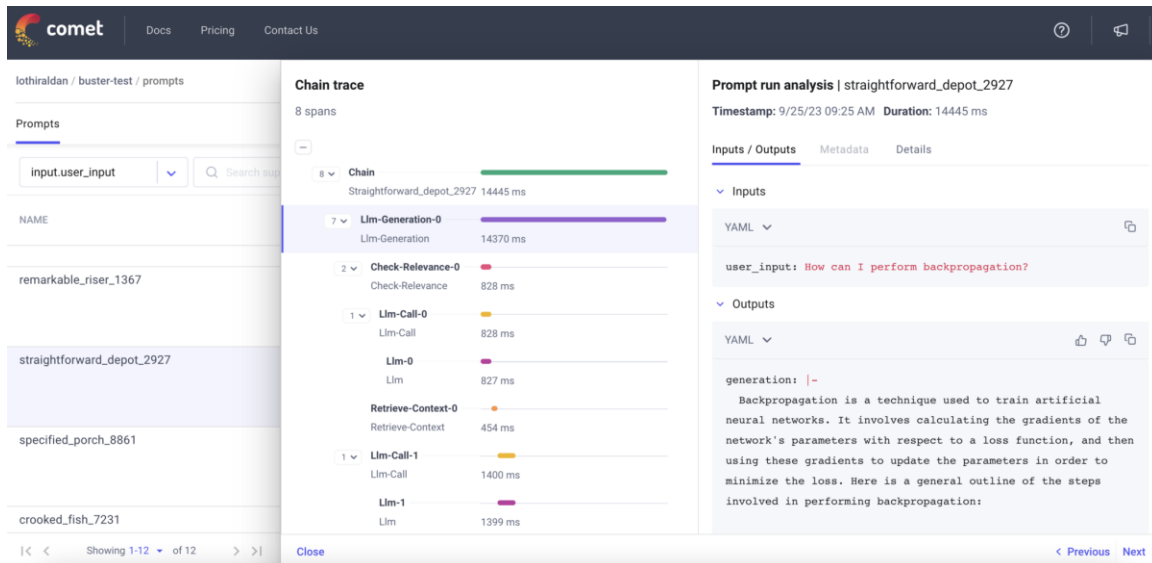 comet
Docs
Pricing
Contact Us
lothiraldan / buster-test / prompts
Prompts
input.user_input
Search sup
NAME
remarkable_riser_1367
straightforward_depot_2927
specified_porch_8861
crooked_fish_7231
Showing 1-12 of 12
Chain trace
8 spans
8 Chain
Straightforward_depot_2927 14445 ms
7 Llm-Generation-0
Llm-Generation 14370 ms
2 Check-Relevance-0
Check-Relevance 828 ms
1 Llm-Call-0
Llm-Call 828 ms
Llm-0
Llm 827 ms
Retrieve-Context-0
Retrieve-Context 454 ms
1 Llm-Call-1
Llm-Call 1400 ms
Llm-1
Llm 1399 ms
Close
Prompt run analysis | straightforward_depot_2927
Timestamp: 9/25/23 09:25 AM Duration: 14445 ms
Inputs / Outputs
Metadata
Details
Inputs
YAML
user_input: How can I perform backpropagation?
Outputs
YAML
generation: |-
Backpropagation is a technique used to train artificial
neural networks. It involves calculating the gradients of the
network's parameters with respect to a loss function, and then
using these gradients to update the parameters in order to
minimize the loss. Here is a general outline of the steps
involved in performing backpropagation:
< Previous
Next